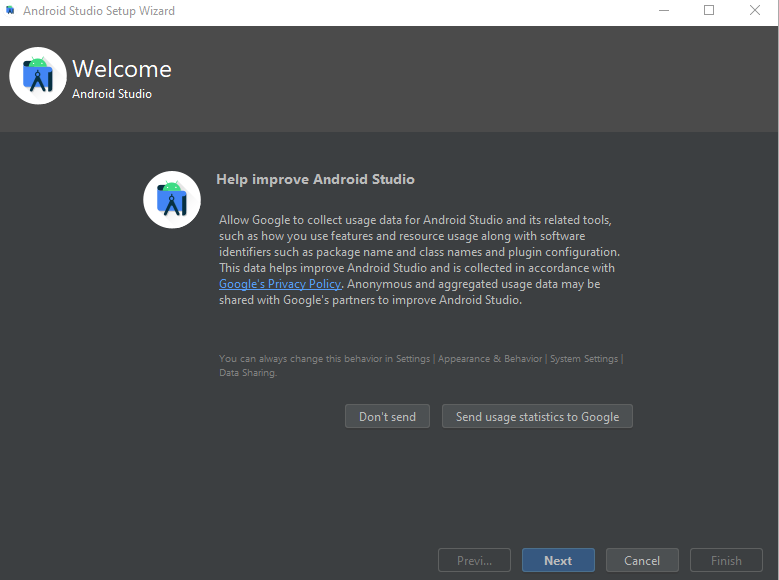 Android Studio Setup Wizard
Welcome
Android Studio
Help improve Android Studio
Allow Google to collect usage data for Android Studio and its related tools,
such as how you use features and resource usage along with software
identifiers such as package name and class names and plugin configuration.
This data helps improve Android Studio and is collected in accordance with
Google's Privacy Policy. Anonymous and aggregated usage data may be
shared with Google's partners to improve Android Studio.
You can always change this behavior in Settings | Appearance & Behavior | System Settings |
Data Sharing.
Don't send Send usage statistics to Google
Previ... Next Cancel Finish